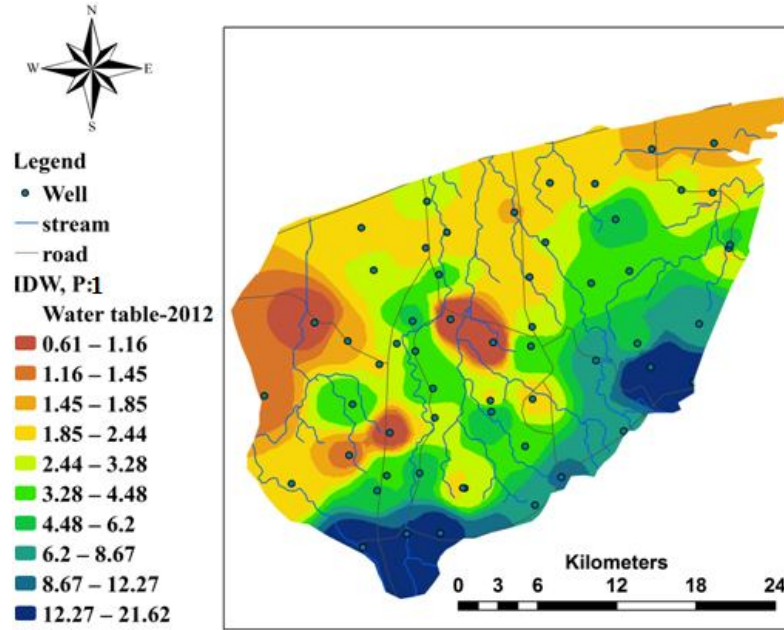 N
W E
S
Legend
Well
stream
road
IDW, P:1
Water table-2012
0.61 – 1.16
1.16 – 1.45
1.45 – 1.85
1.85 – 2.44
2.44 – 3.28
3.28 – 4.48
4.48 – 6.2
6.2 – 8.67
8.67 – 12.27
12.27 – 21.62
Kilometers
0 3 6 12 18 24